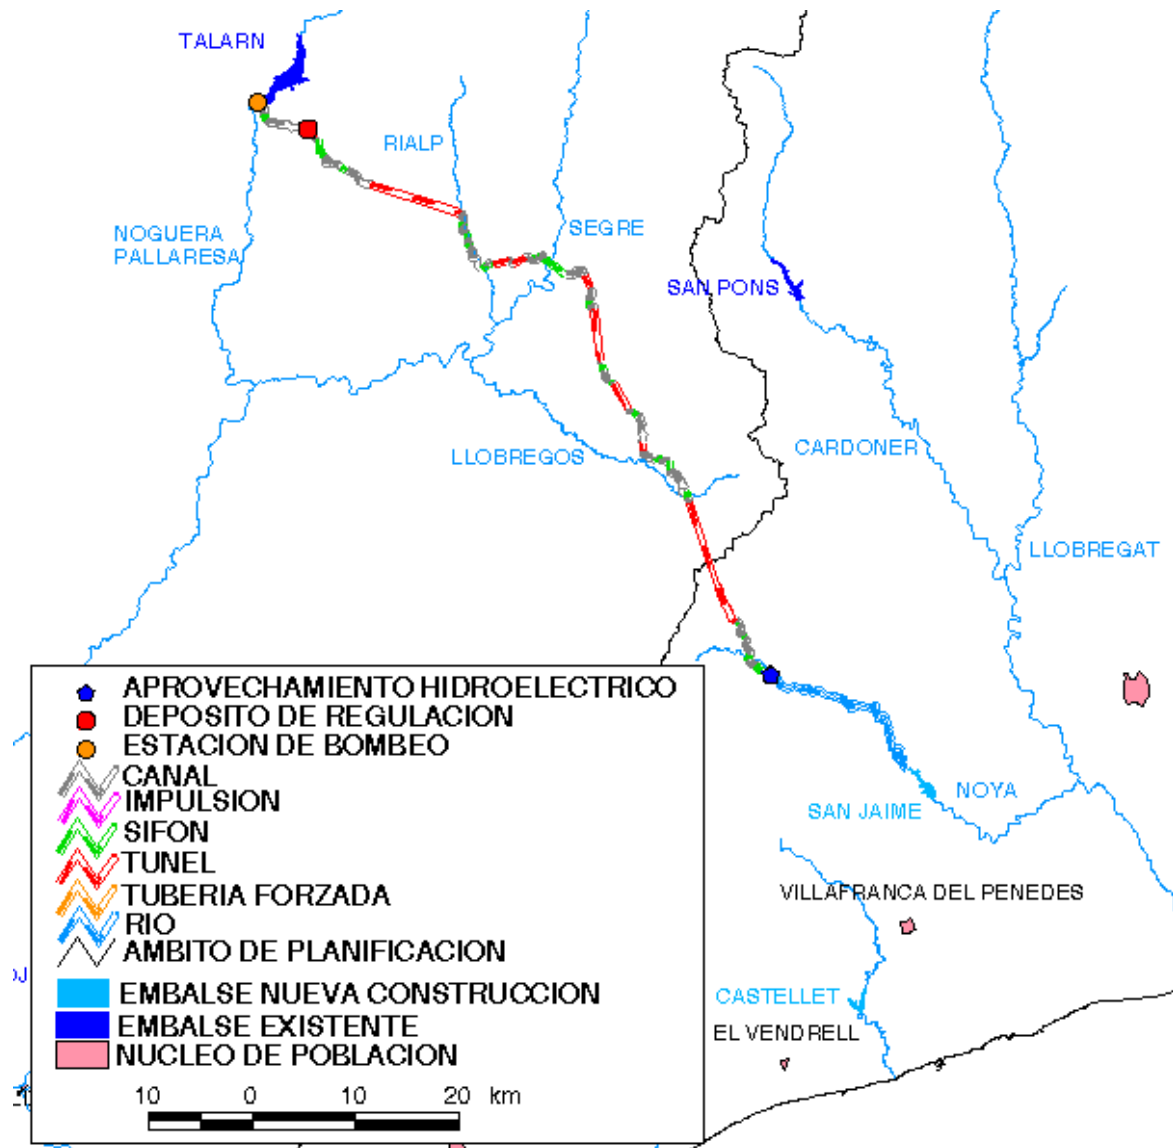 TALARN
RIALP
NOGUERA
PALLARESA
SEGRE
SAN PONS
LLOBREGOS
CARDONER
LLOBREGAT
APROVECHAMIENTO HIDROELECTRICO
DEPOSITO DE REGULACION
ESTACION DE BOMBEO
CANAL
IMPULSION
SIFON
TUNEL
TUBERIA FORZADA
RIO
AMBITO DE PLANIFICACION
EMBALSE NUEVA CONSTRUCCION
EMBALSE EXISTENTE
NUCLEO DE POBLACION
10 0 10 20 km
NOYA
SAN JAIME
VILLAFRANCA DEL PENEDES
CASTELLET
EL VENDRELL